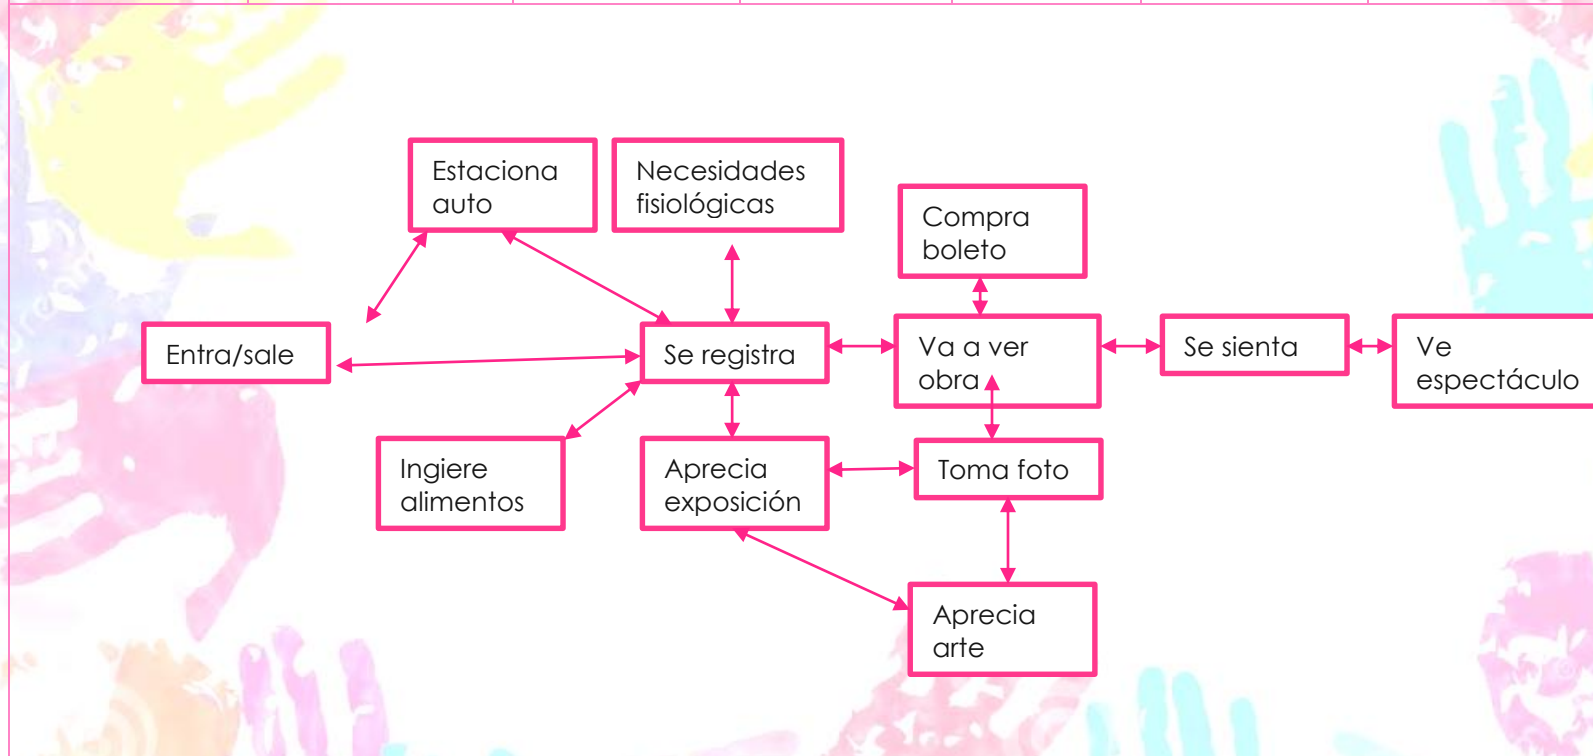 Estaciona
auto
Necesidades
fisiológicas
Compra
boleto
Entra/sale
Se registra
Va a ver
obra
Se sienta
Ve
espectáculo
Ingiere
alimentos
Aprecia
exposición
Toma foto
Aprecia
arte